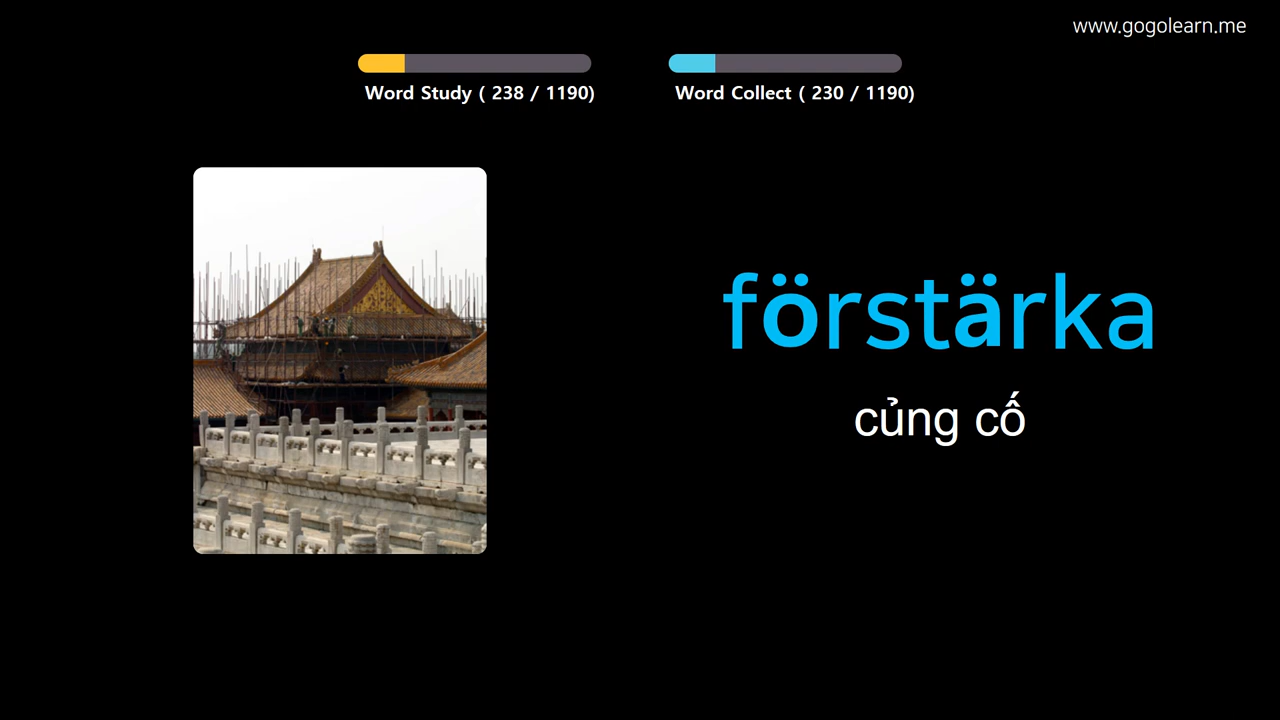 www.gogolearn.me
Word Study ( 238 / 1190)
Word Collect ( 230 / 1190)
förstärka
củng cố